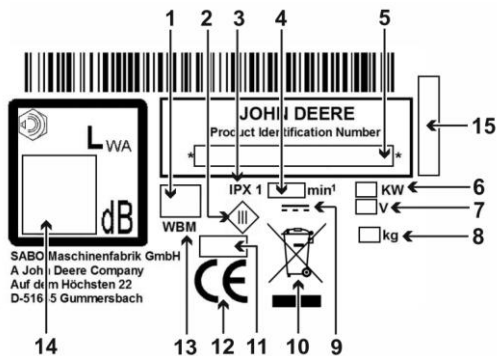 1 2 3 4 5
JOHN DEERE
Product Identification Number
* *
15
LWA
IPX 1 min¹ KW 6
III V 7
WBM kg 8
dB
SABO Maschinenfabrik GmbH
A John Deere Company
Auf dem Höchsten 22
D-51645 Gummersbach
CE
14 13 12 11 10 9